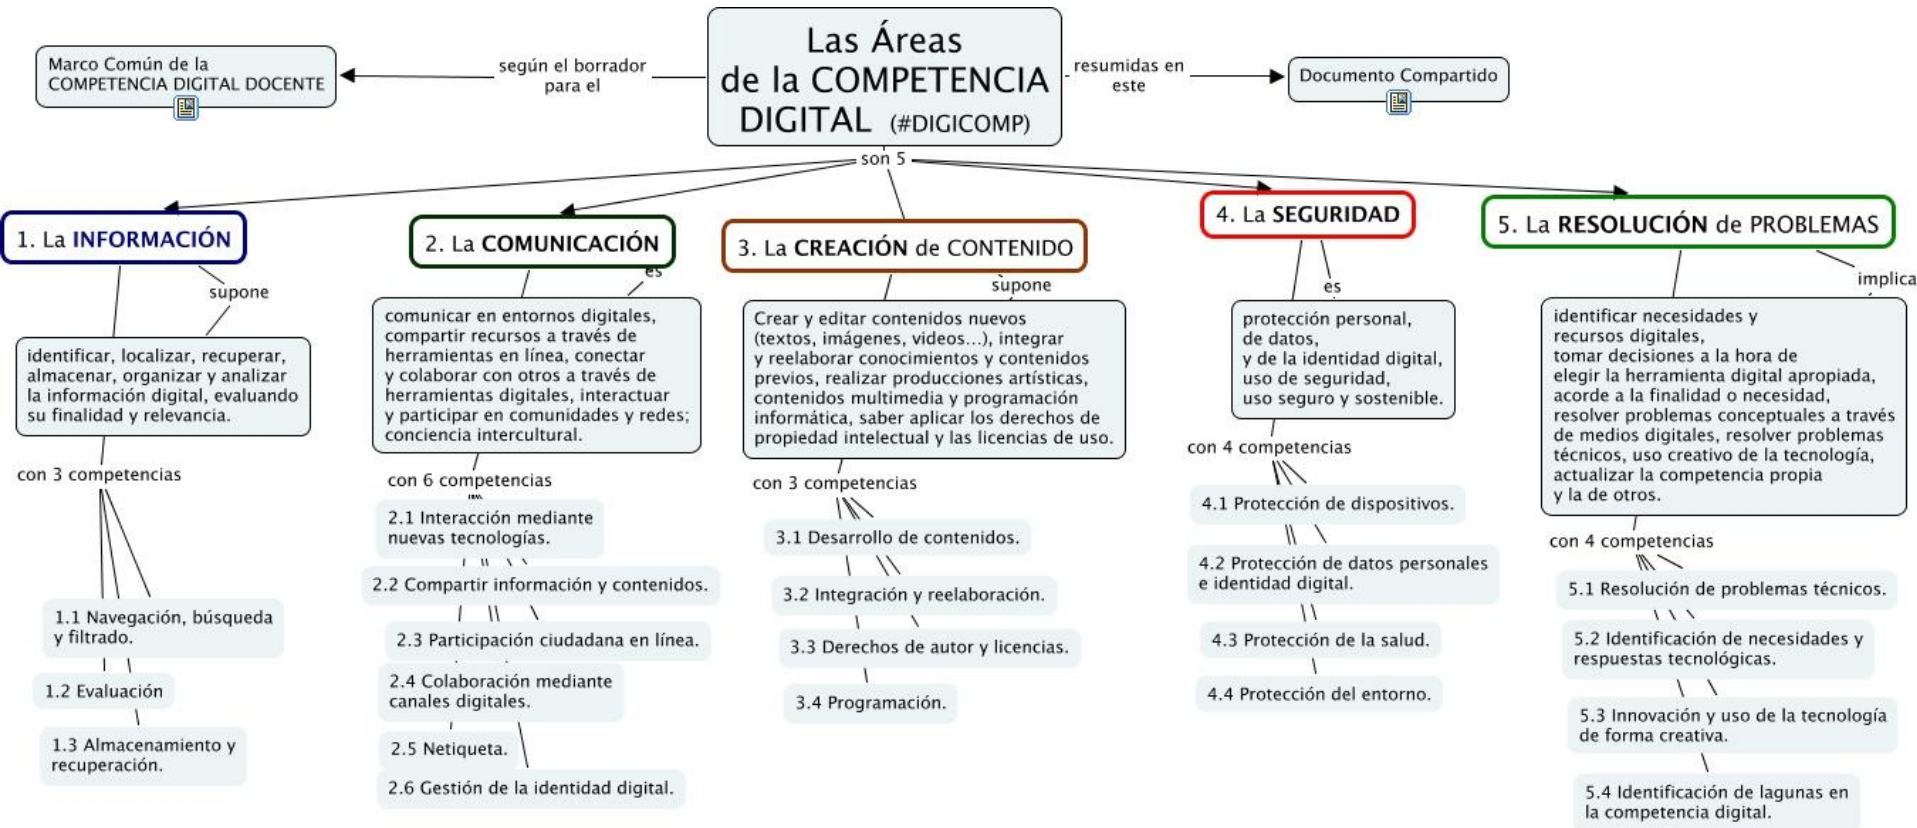 Las Áreas
de la COMPETENCIA
DIGITAL (#DIGICOMP)
según el borrador
para el
Marco Común de la
COMPETENCIA DIGITAL DOCENTE
resumidas en
este
Documento Compartido
son 5
1. La INFORMACIÓN
supone
identificar, localizar, recuperar,
almacenar, organizar y analizar
la información digital, evaluando
su finalidad y relevancia.
con 3 competencias
1.1 Navegación, búsqueda
y filtrado.
1.2 Evaluación
1.3 Almacenamiento y
recuperación.
2. La COMUNICACIÓN
es
comunicar en entornos digitales,
compartir recursos a través de
herramientas en línea, conectar
y colaborar con otros a través de
herramientas digitales, interactuar
y participar en comunidades y redes;
conciencia intercultural.
con 6 competencias
2.1 Interacción mediante
nuevas tecnologías.
2.2 Compartir información y contenidos.
2.3 Participación ciudadana en línea.
2.4 Colaboración mediante
canales digitales.
2.5 Netiqueta.
2.6 Gestión de la identidad digital.
3. La CREACIÓN de CONTENIDO
supone
Crear y editar contenidos nuevos
(textos, imágenes, videos...), integrar
y reelaborar conocimientos y contenidos
previos, realizar producciones artísticas,
contenidos multimedia y programación
informática, saber aplicar los derechos de
propiedad intelectual y las licencias de uso.
con 3 competencias
3.1 Desarrollo de contenidos.
3.2 Integración y reelaboración.
3.3 Derechos de autor y licencias.
3.4 Programación.
4. La SEGURIDAD
es
protección personal,
de datos,
y de la identidad digital,
uso de seguridad,
uso seguro y sostenible.
con 4 competencias
4.1 Protección de dispositivos.
4.2 Protección de datos personales
e identidad digital.
4.3 Protección de la salud.
4.4 Protección del entorno.
5. La RESOLUCIÓN de PROBLEMAS
implica
identificar necesidades y
recursos digitales,
tomar decisiones a la hora de
elegir la herramienta digital apropiada,
acorde a la finalidad o necesidad,
resolver problemas conceptuales a través
de medios digitales, resolver problemas
técnicos, uso creativo de la tecnología,
actualizar la competencia propia
y la de otros.
con 4 competencias
5.1 Resolución de problemas técnicos.
5.2 Identificación de necesidades y
respuestas tecnológicas.
5.3 Innovación y uso de la tecnología
de forma creativa.
5.4 Identificación de lagunas en
la competencia digital.